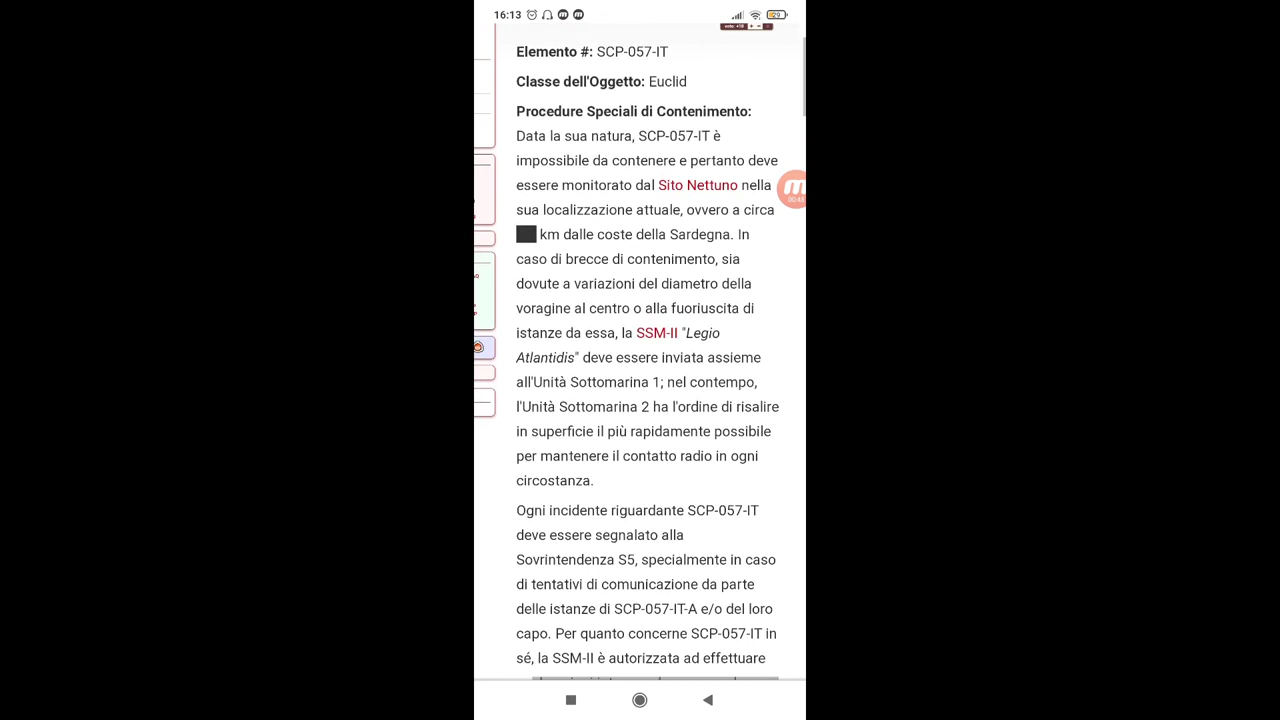 16:13
29
vote: +18
Elemento #: SCP-057-IT
Classe dell'Oggetto: Euclid
Procedure Speciali di Contenimento:
Data la sua natura, SCP-057-IT è
impossibile da contenere e pertanto deve
essere monitorato dal Sito Nettuno nella
00:43
sua localizzazione attuale, ovvero a circa
km dalle coste della Sardegna. In
caso di brecce di contenimento, sia
dovute a variazioni del diametro della
voragine al centro o alla fuoriuscita di
istanze da essa, la SSM-II "Legio
Atlantidis" deve essere inviata assieme
all'Unità Sottomarina 1; nel contempo,
l'Unità Sottomarina 2 ha l'ordine di risalire
in superficie il più rapidamente possibile
per mantenere il contatto radio in ogni
circostanza.
Ogni incidente riguardante SCP-057-IT
deve essere segnalato alla
Sovrintendenza S5, specialmente in caso
di tentativi di comunicazione da parte
delle istanze di SCP-057-IT-A e/o del loro
capo. Per quanto concerne SCP-057-IT in
sé, la SSM-II è autorizzata ad effettuare